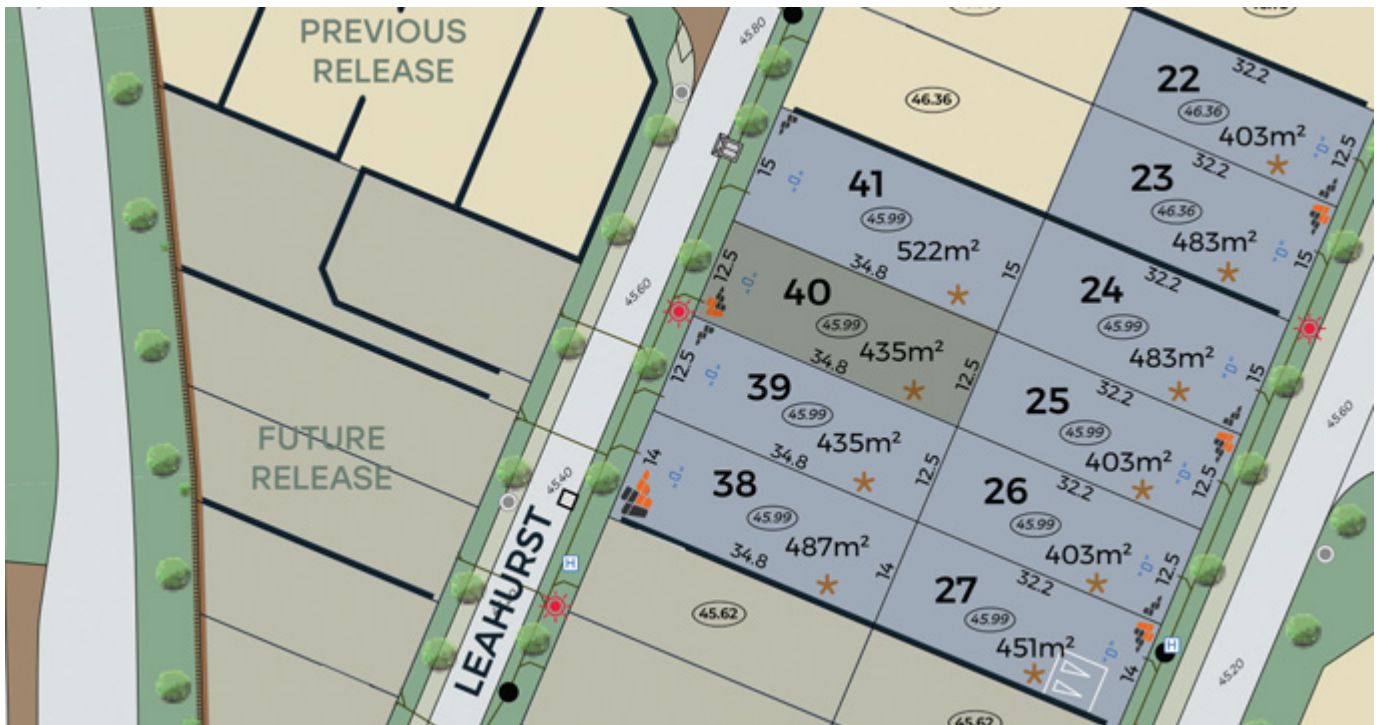 PREVIOUS
RELEASE
45.80
46.36
22
32.2
46.36
403m²
"D"
12.5
23
32.2
46.36
483m²
"D"
15
41
45.99
522m²
15
"D"
34.8
15
40
45.99
435m²
12.5
"D"
34.8
12.5
39
45.99
435m²
12.5
"D"
34.8
12.5
38
45.99
487m²
14
"D"
34.8
14
24
32.2
45.99
483m²
"D"
15
25
32.2
45.99
403m²
"D"
12.5
26
32.2
45.99
403m²
"D"
12.5
27
32.2
45.99
451m²
"D"
14
45.60
45.40
FUTURE
RELEASE
LEAHURST
H
45.62
45.62
H
45.60
45.20